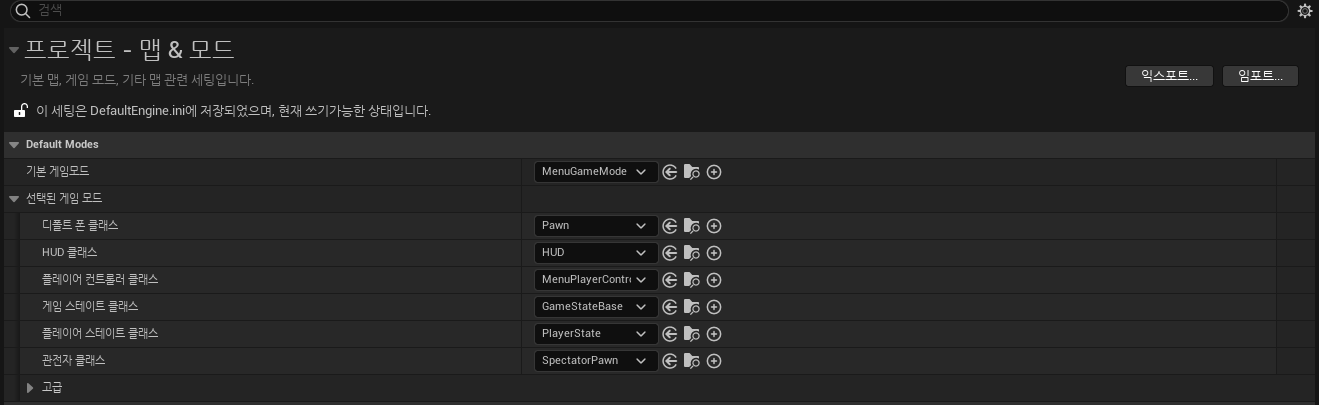 검색
프로젝트 - 맵 & 모드
기본 맵, 게임 모드, 기타 맵 관련 세팅입니다.
익스포트... 임포트...
이 세팅은 DefaultEngine.ini에 저장되었으며, 현재 쓰기가능한 상태입니다.
Default Modes
기본 게임모드 MenuGameMode
선택된 게임 모드
디폴트 폰 클래스 Pawn
HUD 클래스 HUD
플레이어 컨트롤러 클래스 MenuPlayerContro
게임 스테이트 클래스 GameStateBase
플레이어 스테이트 클래스 PlayerState
관전자 클래스 SpectatorPawn
고급